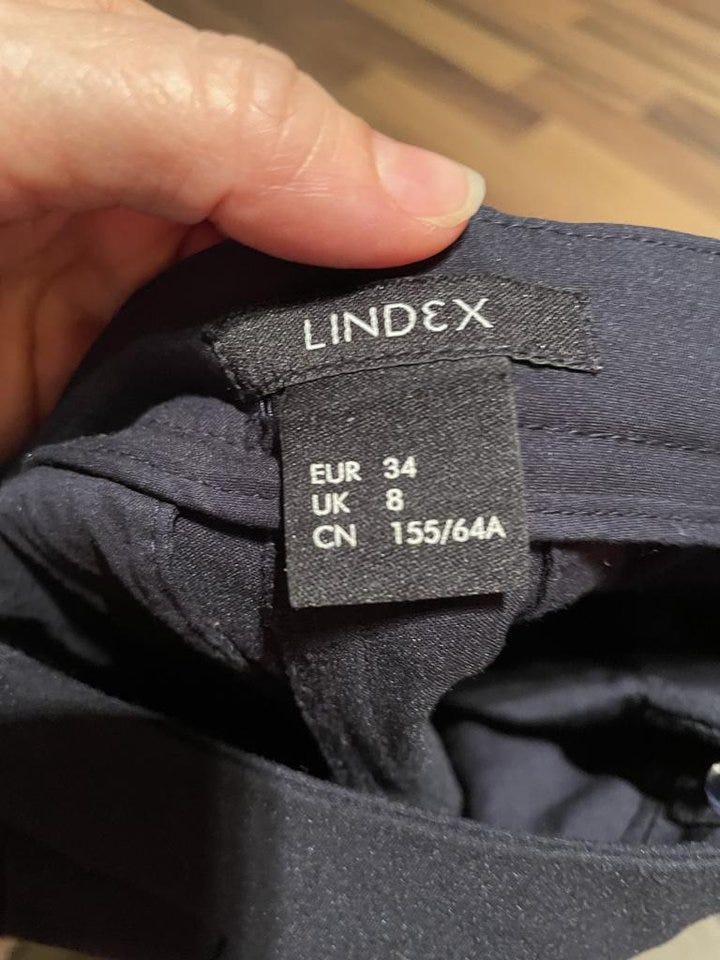 LINDEX
EUR 34
UK 8
CN 155/64A